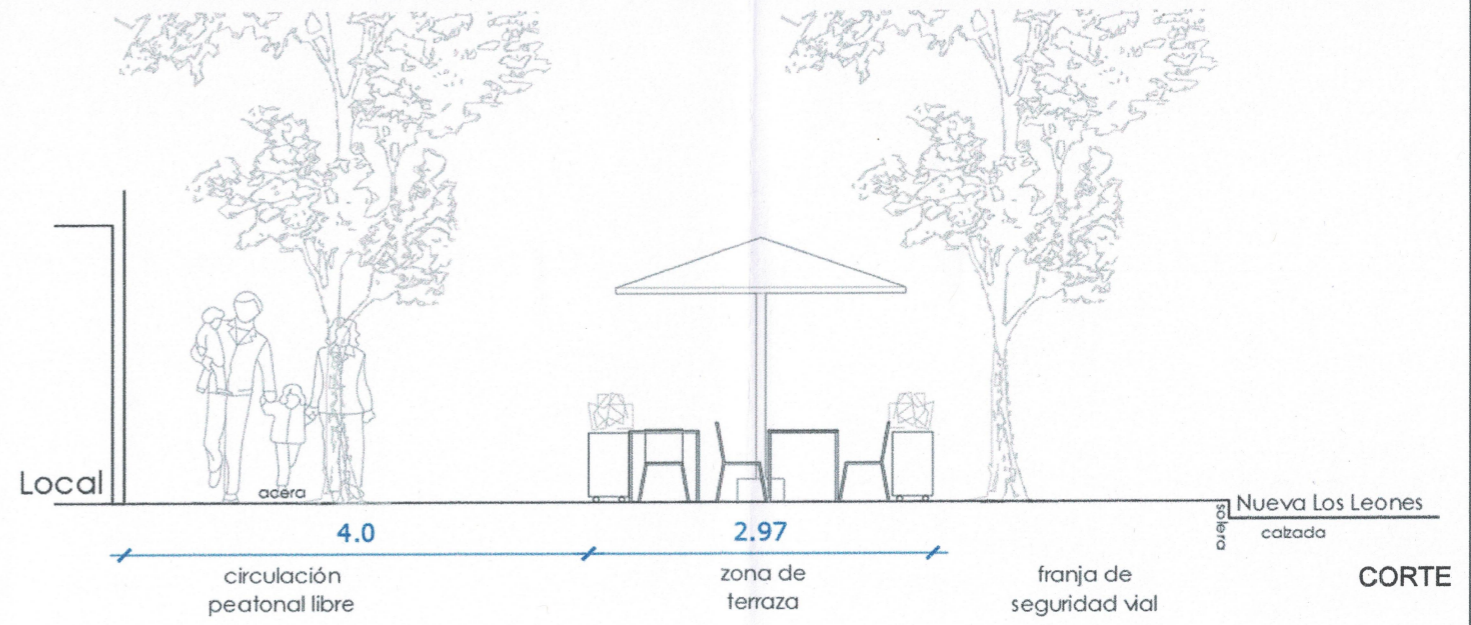 Local
acera
Nueva Los Leones
solera
calzada
4.0
2.97
circulación
peatonal libre
zona de
terraza
franja de
seguridad vial
CORTE